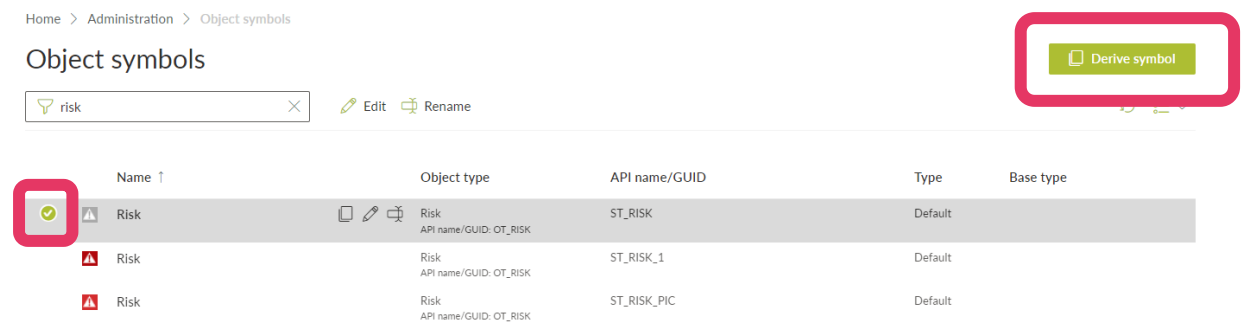 Home > Administration > Object symbols
Object symbols
Derive symbol
risk
Edit
Rename
Name ↑ Object type API name/GUID Type Base type
Risk Risk ST_RISK Default
API name/GUID: OT_RISK
Risk Risk ST_RISK_1 Default
API name/GUID: OT_RISK
Risk Risk ST_RISK_PIC Default
API name/GUID: OT_RISK